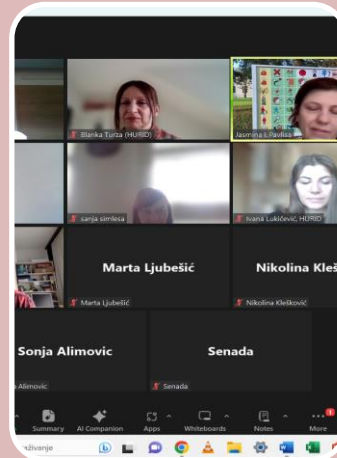 Blanka Turza (HURID)
Jasmina I. Pavliša
sanja simlesa
Ivana Lukičević, HURID
Marta Ljubešić
Marta Ljubešić
Nikolina Kleš
Nikolina Klešković
Sonja Alimovic
a Alimovic
Senada
Senada
Summary
AI Companion
Apps
Whiteboards
Notes
More